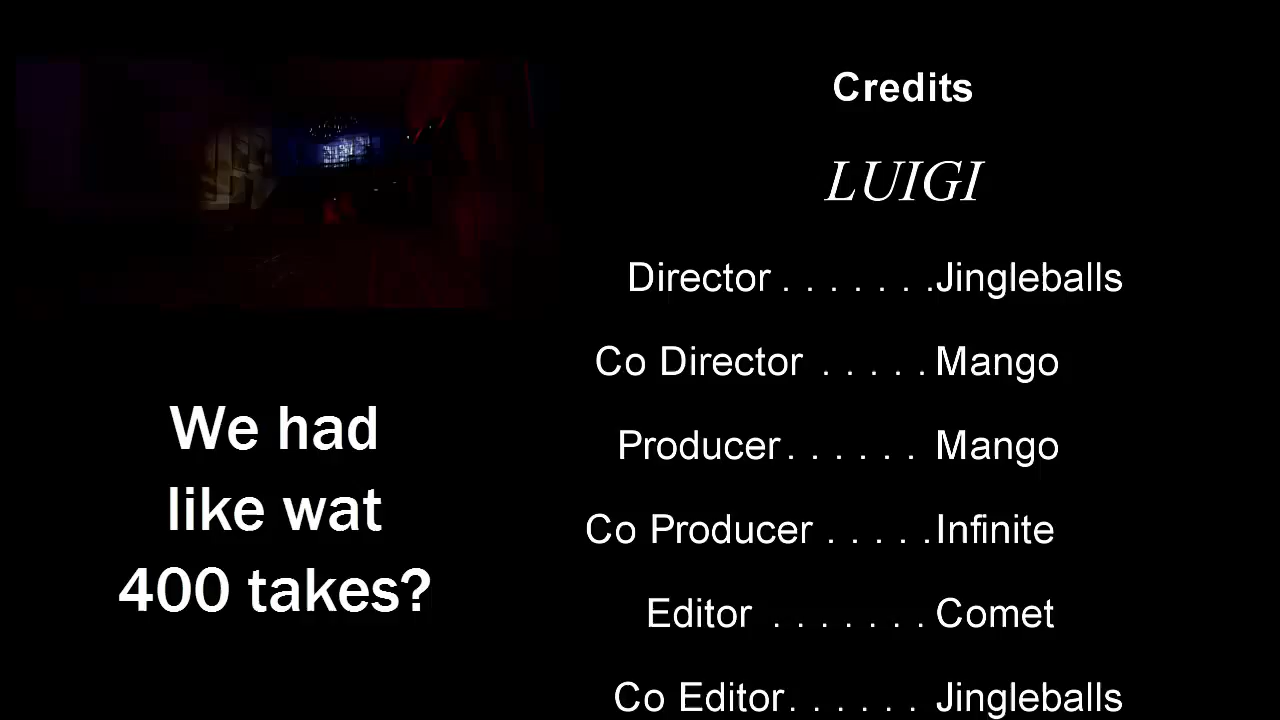 Credits
LUIGI
Director . . . . . . .Jingleballs
Co Director . . . . . Mango
Producer. . . . . . Mango
Co Producer . . . . .Infinite
Editor . . . . . . . Comet
Co Editor. . . . . . Jingleballs
We had
like wat
400 takes?